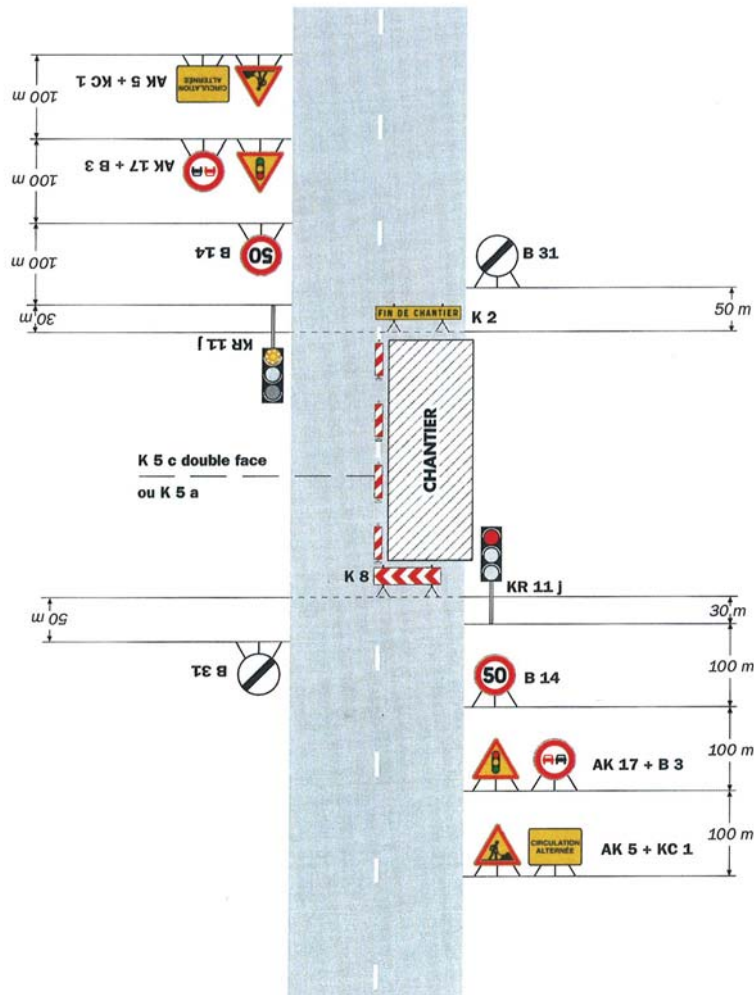 100 m
AK 5 + KC 1
CIRCULATION
ALTERNÉE
100 m
AK 17 + B 3
100 m
B 14
50
B 31
30 m
KR 11 j
FIN DE CHANTIER
K 2
50 m
CHANTIER
K 5 c double face
ou K 5 a
K 8
KR 11 j
50 m
30 m
B 31
50
B 14
100 m
AK 17 + B 3
100 m
CIRCULATION
ALTERNÉE
AK 5 + KC 1
100 m